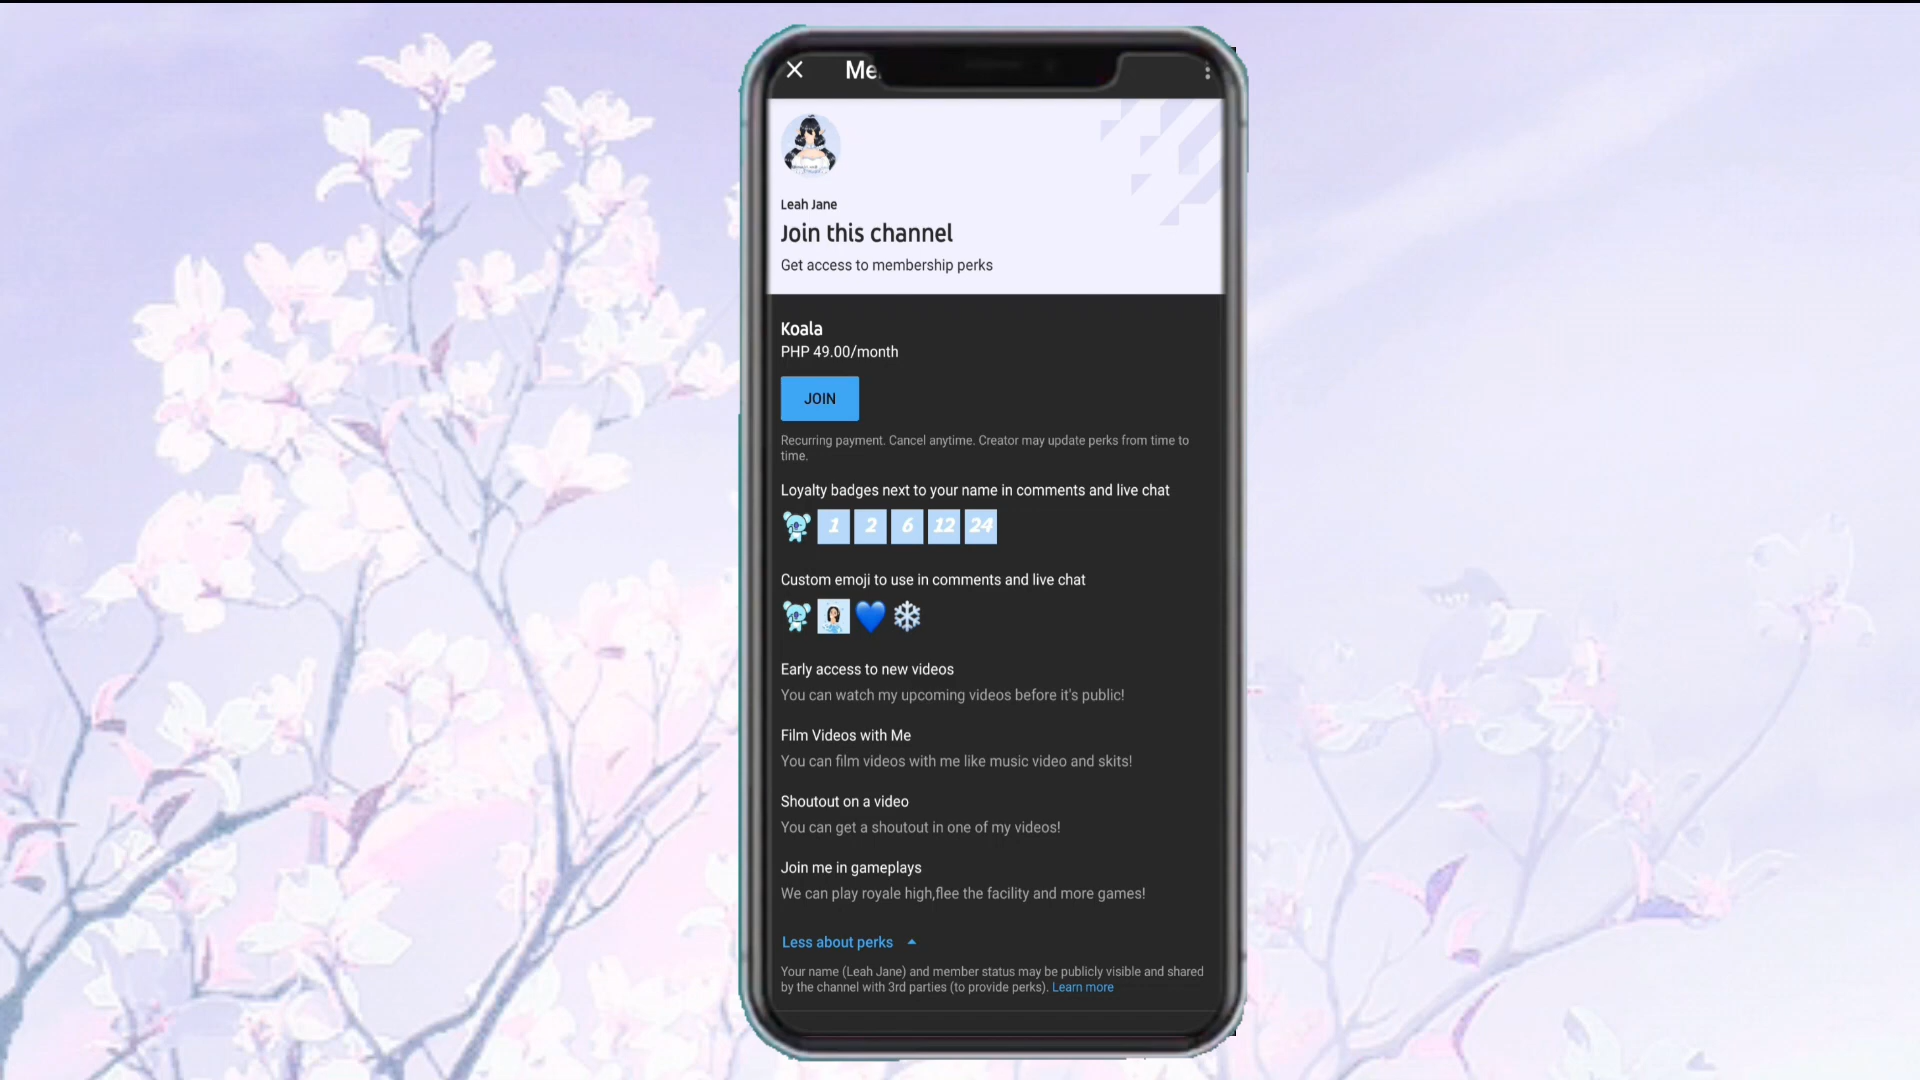 Me
Leah Jane
Join this channel
Get access to membership perks
Koala
PHP 49.00/month
JOIN
Recurring payment. Cancel anytime. Creator may update perks from time to
time.
Loyalty badges next to your name in comments and live chat
1 2 6 12 24
Custom emoji to use in comments and live chat
Early access to new videos
You can watch my upcoming videos before it's public!
Film Videos with Me
You can film videos with me like music video and skits!
Shoutout on a video
You can get a shoutout in one of my videos!
Join me in gameplays
We can play royale high,flee the facility and more games!
Less about perks
Your name (Leah Jane) and member status may be publicly visible and shared
by the channel with 3rd parties (to provide perks). Learn more